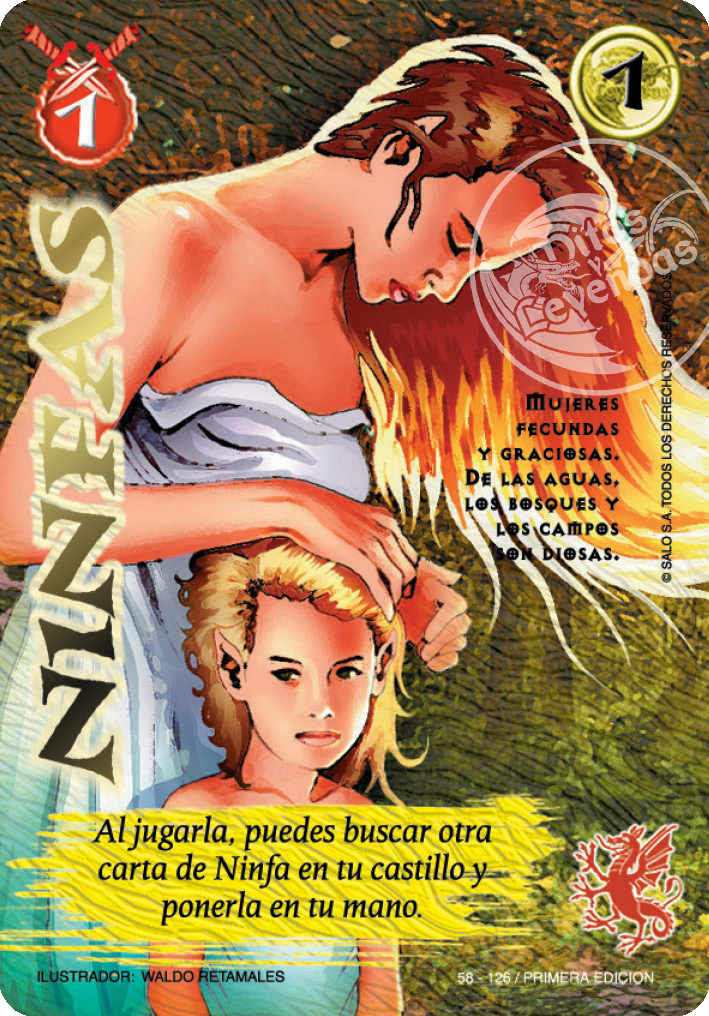 1
1
NINFAS
Mitos
y
Leyendas
MUJERES
FECUNDAS
Y GRACIOSAS.
DE LAS AGUAS,
LOS BOSQUES Y
LOS CAMPOS
SON DIOSAS.
© SALO S.A. TODOS LOS DERECHOS RESERVADOS
Al jugarla, puedes buscar otra
carta de Ninfa en tu castillo y
ponerla en tu mano.
ILUSTRADOR: WALDO RETAMALES
58 - 126 / PRIMERA EDICION